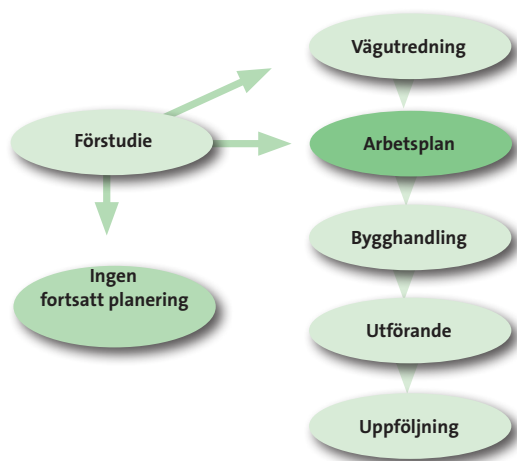 Vägutredning
Förstudie
Arbetsplan
Bygghandling
Ingen
fortsatt planering
Utförande
Uppföljning